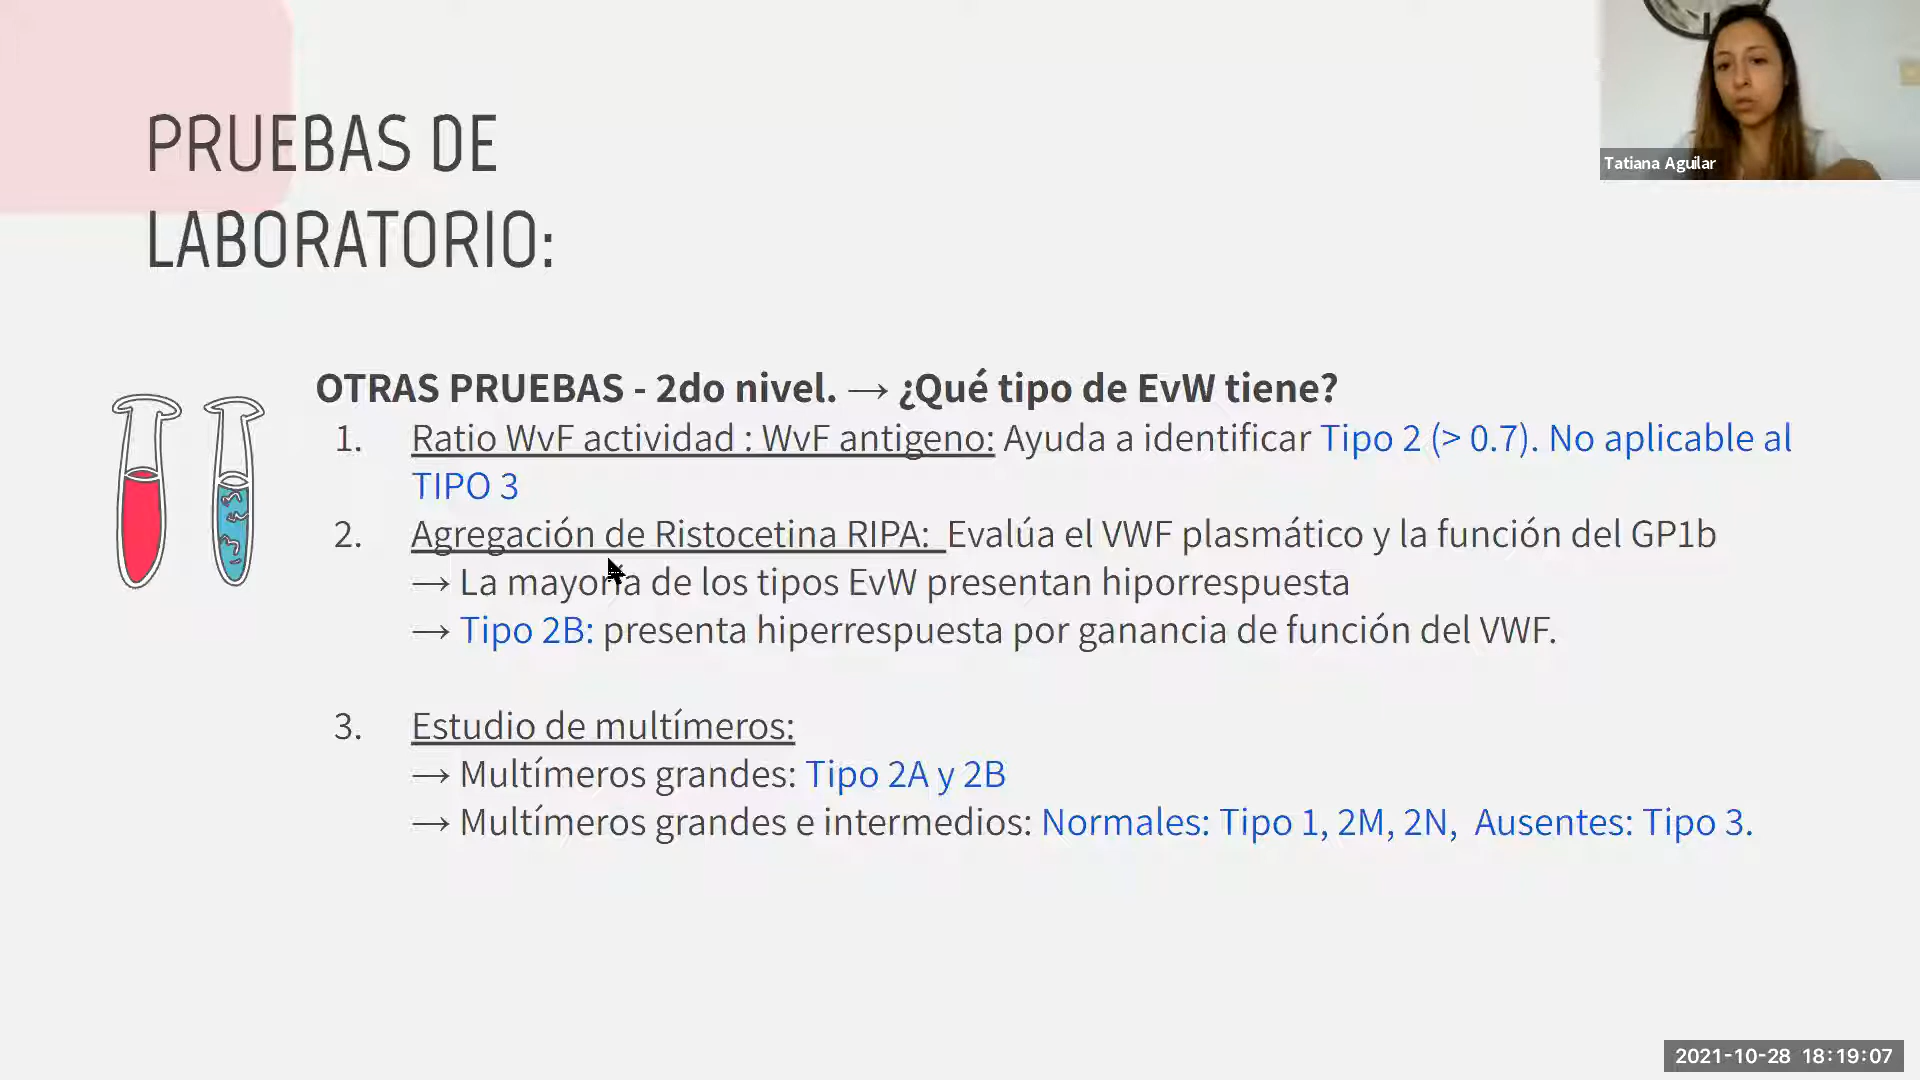 PRUEBAS DE
LABORATORIO:
Tatiana Aguilar
OTRAS PRUEBAS - 2do nivel. → ¿Qué tipo de EvW tiene?
1. Ratio WvF actividad : WvF antigeno: Ayuda a identificar Tipo 2 (> 0.7). No aplicable al
TIPO 3
2. Agregación de Ristocetina RIPA: Evalúa el VWF plasmático y la función del GP1b
→ La mayoría de los tipos EvW presentan hiporrespuesta
→ Tipo 2B: presenta hiperrespuesta por ganancia de función del VWF.
3. Estudio de multímeros:
→ Multímeros grandes: Tipo 2A y 2B
→ Multímeros grandes e intermedios: Normales: Tipo 1, 2M, 2N, Ausentes: Tipo 3.
2021-10-28 18:19:07